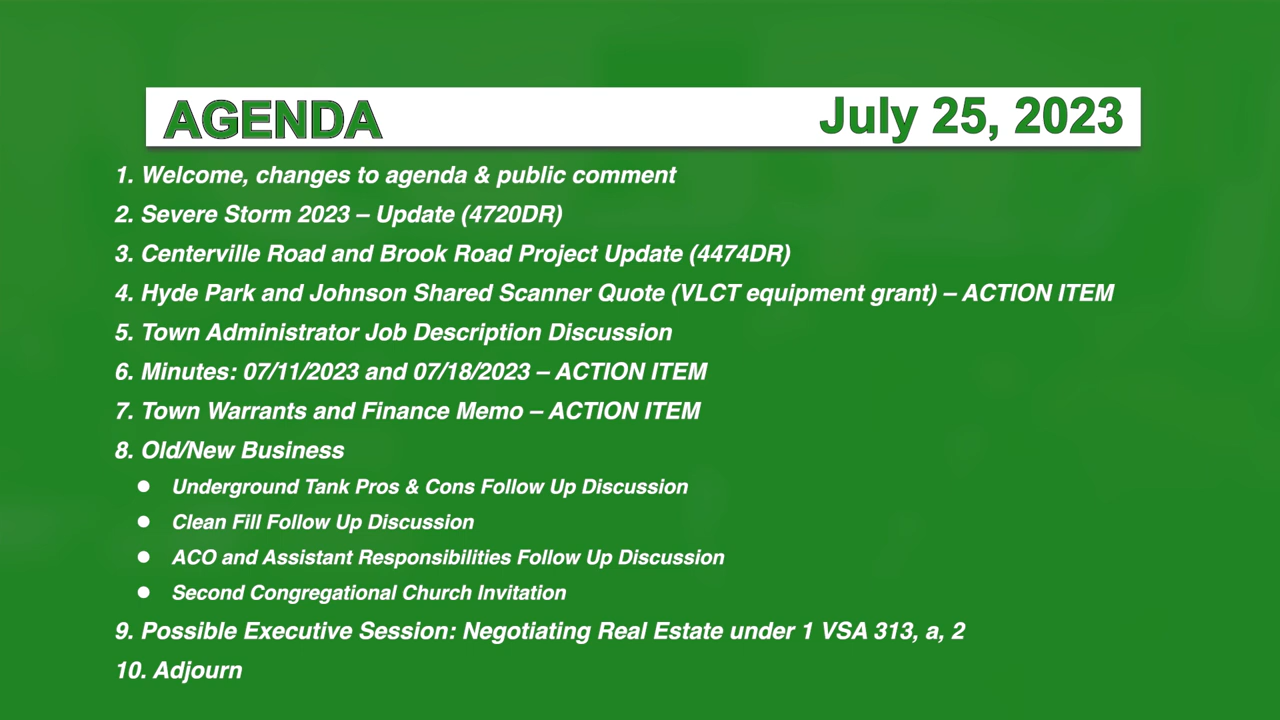 AGENDA July 25, 2023
1. Welcome, changes to agenda & public comment
2. Severe Storm 2023 – Update (4720DR)
3. Centerville Road and Brook Road Project Update (4474DR)
4. Hyde Park and Johnson Shared Scanner Quote (VLCT equipment grant) – ACTION ITEM
5. Town Administrator Job Description Discussion
6. Minutes: 07/11/2023 and 07/18/2023 – ACTION ITEM
7. Town Warrants and Finance Memo – ACTION ITEM
8. Old/New Business
● Underground Tank Pros & Cons Follow Up Discussion
● Clean Fill Follow Up Discussion
● ACO and Assistant Responsibilities Follow Up Discussion
● Second Congregational Church Invitation
9. Possible Executive Session: Negotiating Real Estate under 1 VSA 313, a, 2
10. Adjourn